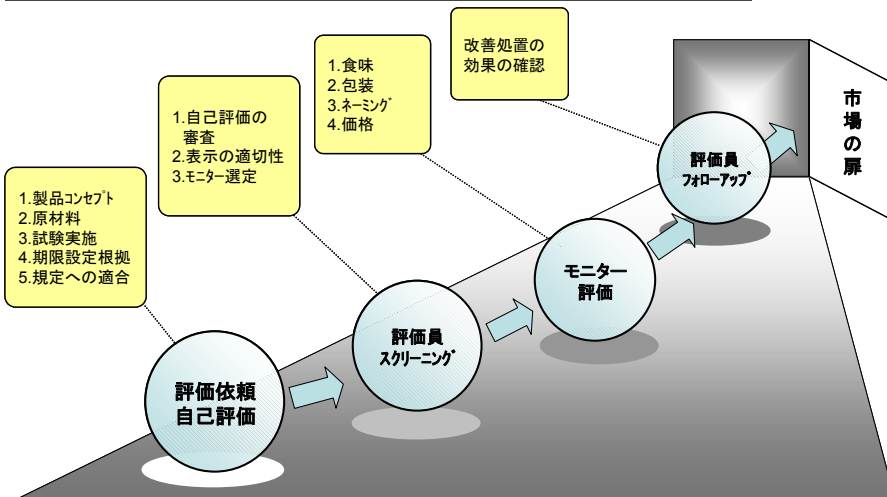 1.製品ｺﾝｾﾌﾟﾄ
2.原材料
3.試験実施
4.期限設定根拠
5.規定への適合
評価依頼
自己評価
1.自己評価の
審査
2.表示の適切性
3.ﾓﾆﾀｰ選定
評価員
ｽｸﾘｰﾆﾝｸﾞ
1.食味
2.包装
3.ﾈｰﾐﾝｸﾞ
4.価格
モニター
評価
改善処置の
効果の確認
評価員
ﾌｫﾛｰｱｯﾌﾟ
市場の扉